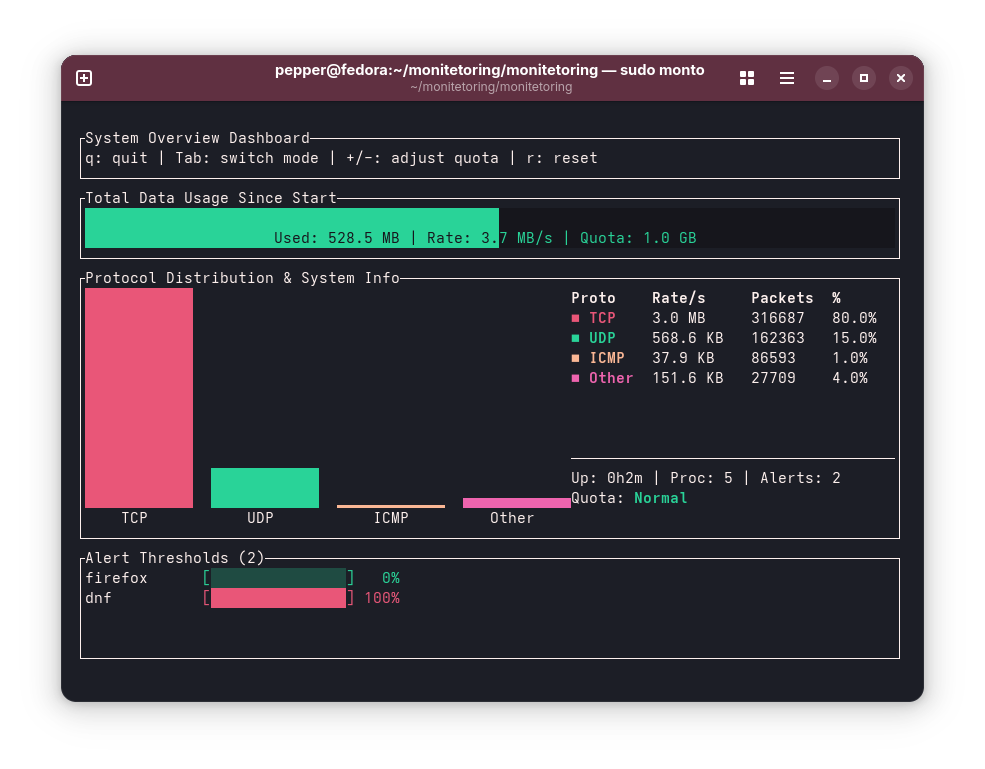 pepper@fedora:~/monitetoring/monitetoring — sudo monto
~/monitetoring/monitetoring
System Overview Dashboard
q: quit | Tab: switch mode | +/-: adjust quota | r: reset
Total Data Usage Since Start
Used: 528.5 MB | Rate: 3.7 MB/s | Quota: 1.0 GB
Protocol Distribution & System Info
Proto Rate/s Packets %
TCP 3.0 MB 316687 80.0%
UDP 568.6 KB 162363 15.0%
ICMP 37.9 KB 86593 1.0%
Other 151.6 KB 27709 4.0%
Up: 0h2m | Proc: 5 | Alerts: 2
Quota: Normal
TCP UDP ICMP Other
Alert Thresholds (2)
firefox [ ] 0%
dnf [ ] 100%